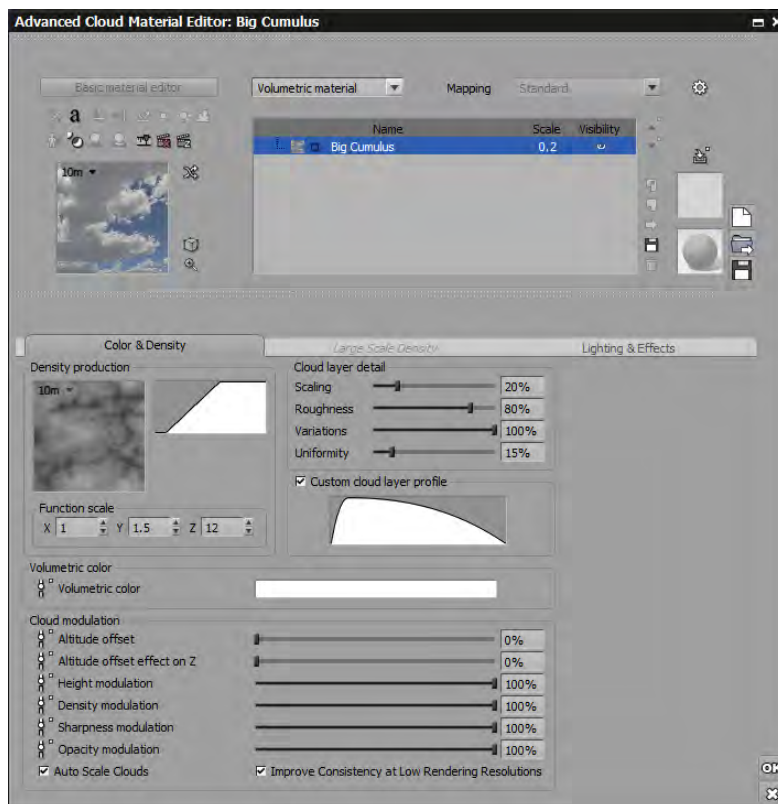 Advanced Cloud Material Editor: Big Cumulus
Basic material editor
Volumetric material
Mapping
Standard
a
Name Scale Visibility
Big Cumulus 0,2
10m
Color & Density
Large Scale Density
Lighting & Effects
Density production
10m
Function scale
X 1 Y 1.5 Z 12
Cloud layer detail
Scaling 20%
Roughness 80%
Variations 100%
Uniformity 15%
Custom cloud layer profile
Volumetric color
Volumetric color
Cloud modulation
Altitude offset 0%
Altitude offset effect on Z 0%
Height modulation 100%
Density modulation 100%
Sharpness modulation 100%
Opacity modulation 100%
Auto Scale Clouds
Improve Consistency at Low Rendering Resolutions
OK